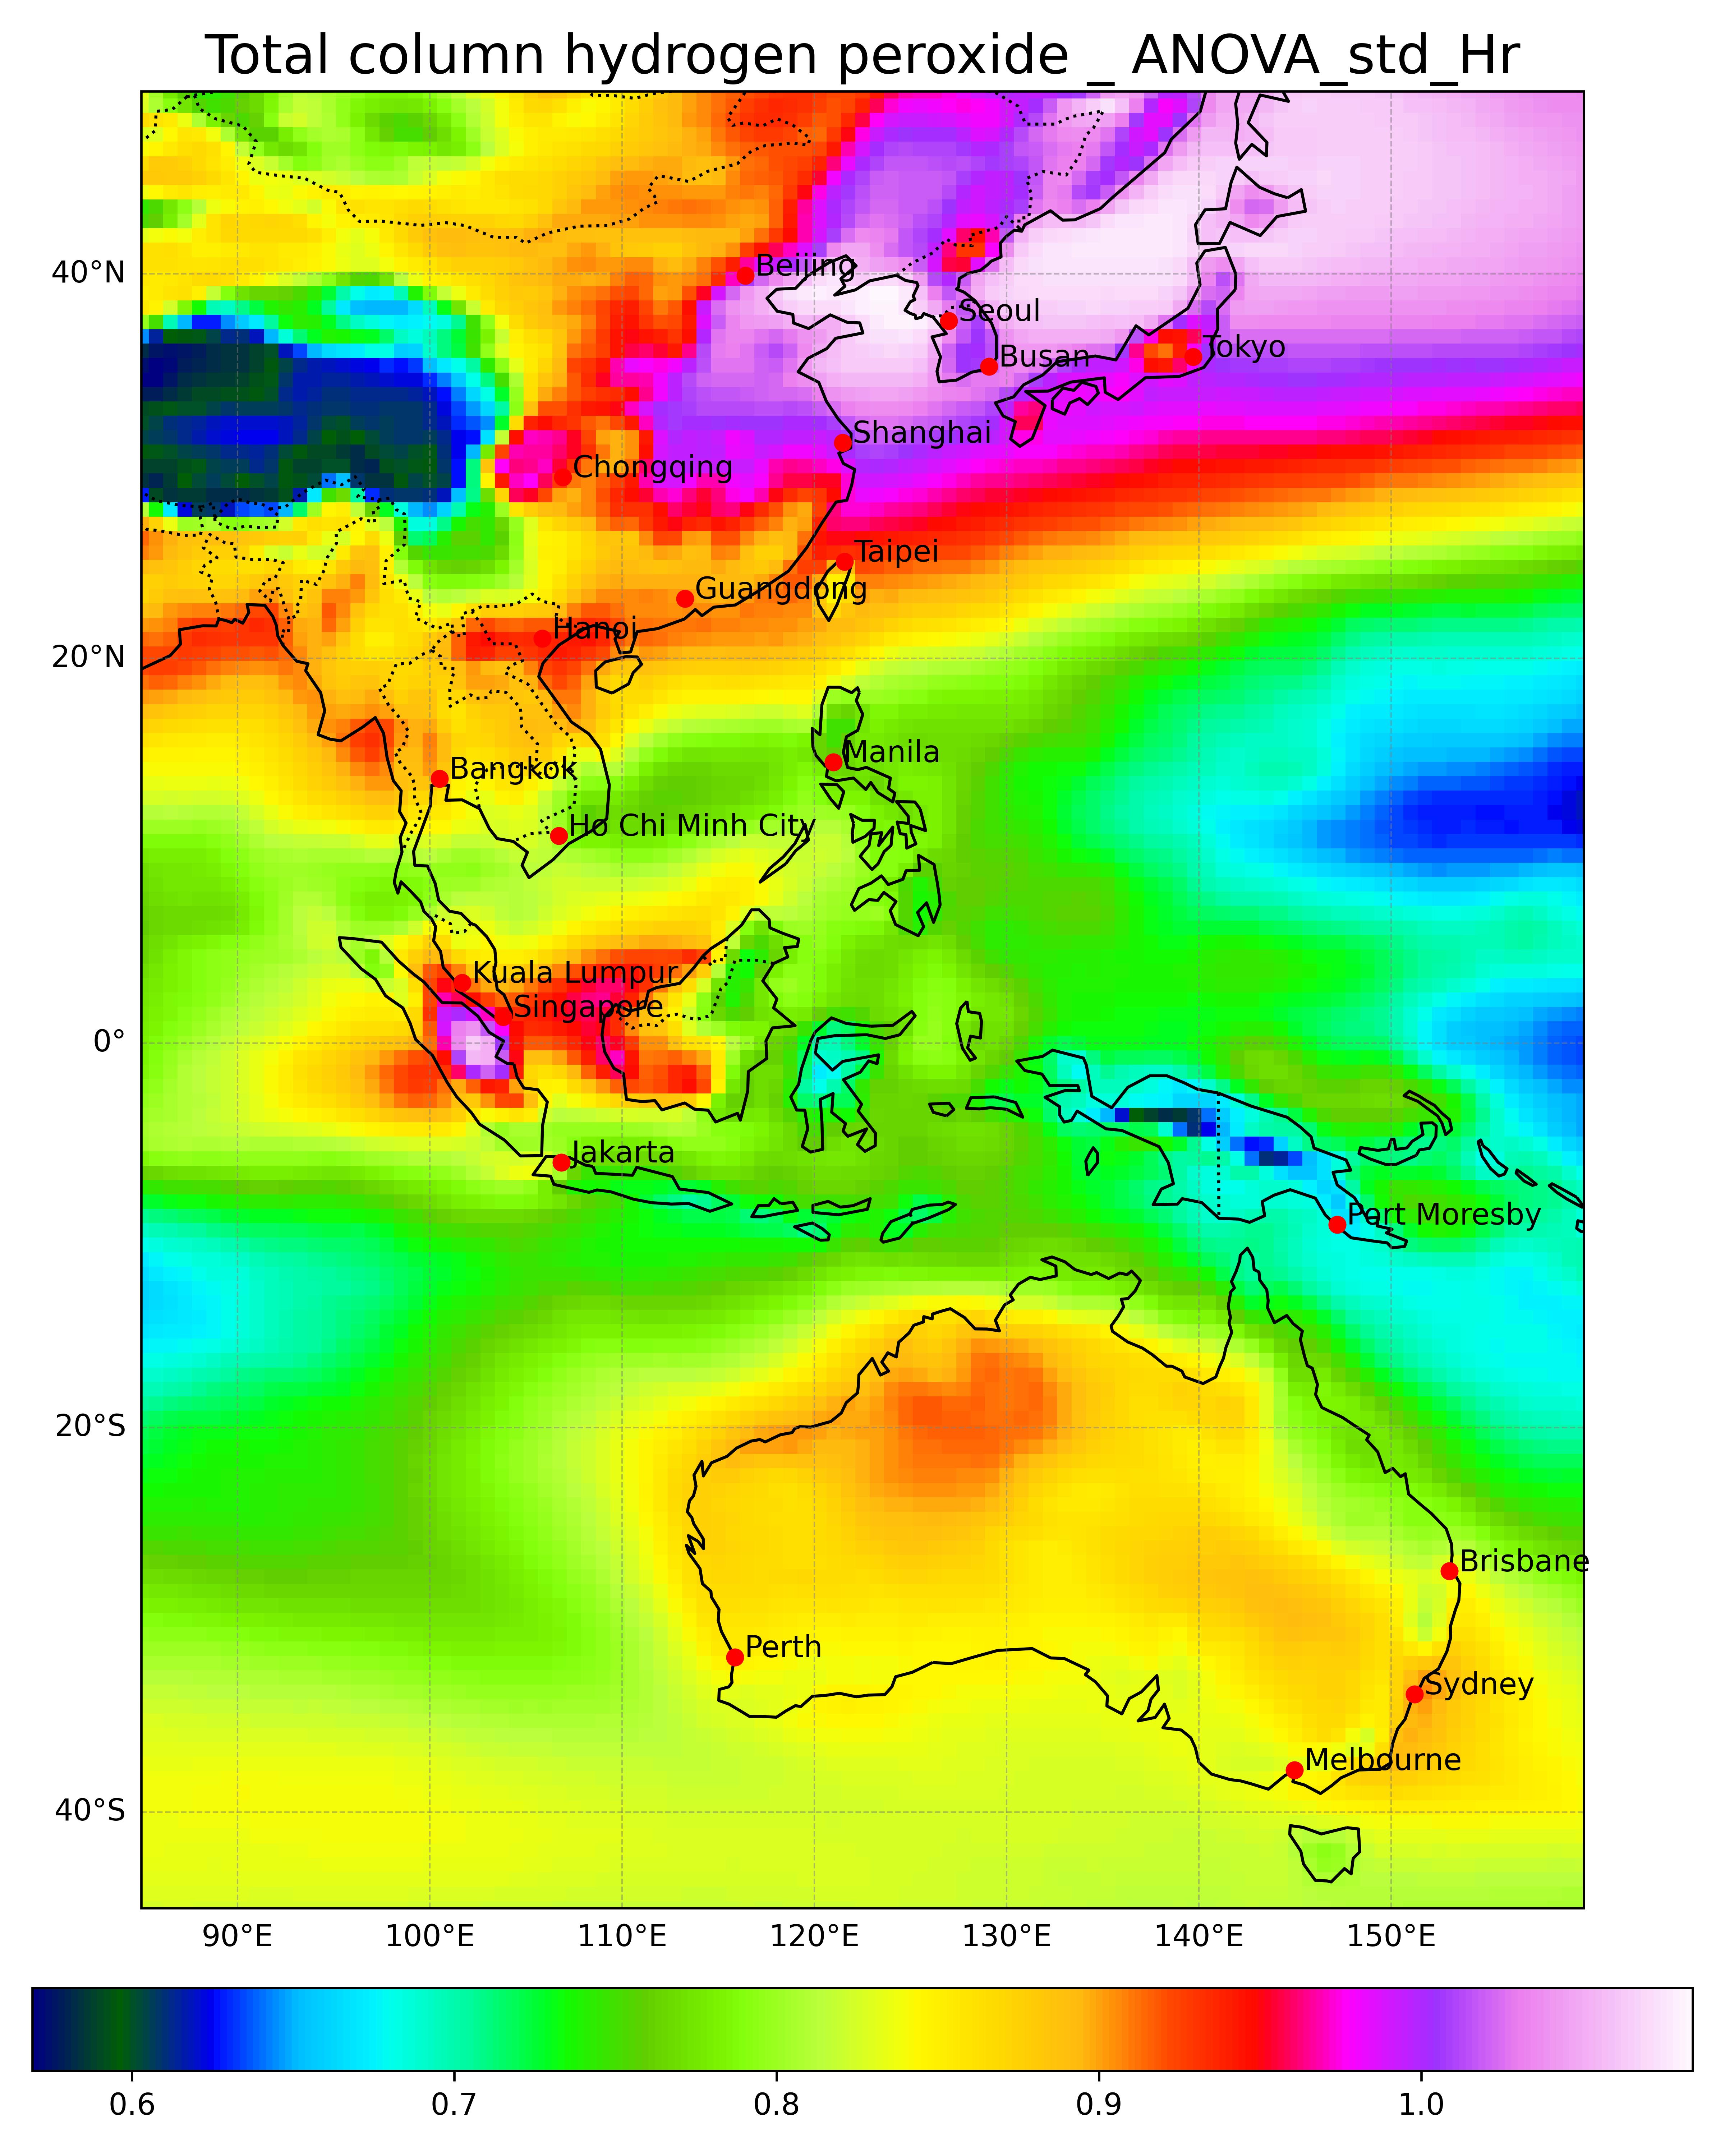 Total column hydrogen peroxide _ ANOVA_std_Hr
40°N
20°N
0°
20°S
40°S
Beijing
Seoul
Tokyo
Busan
Shanghai
Chongqing
Taipei
Guangdong
Hanoi
Manila
Bangkok
Ho Chi Minh City
Kuala Lumpur
Singapore
Jakarta
Port Moresby
Brisbane
Perth
Sydney
Melbourne
90°E 100°E 110°E 120°E 130°E 140°E 150°E
0.6 0.7 0.8 0.9 1.0